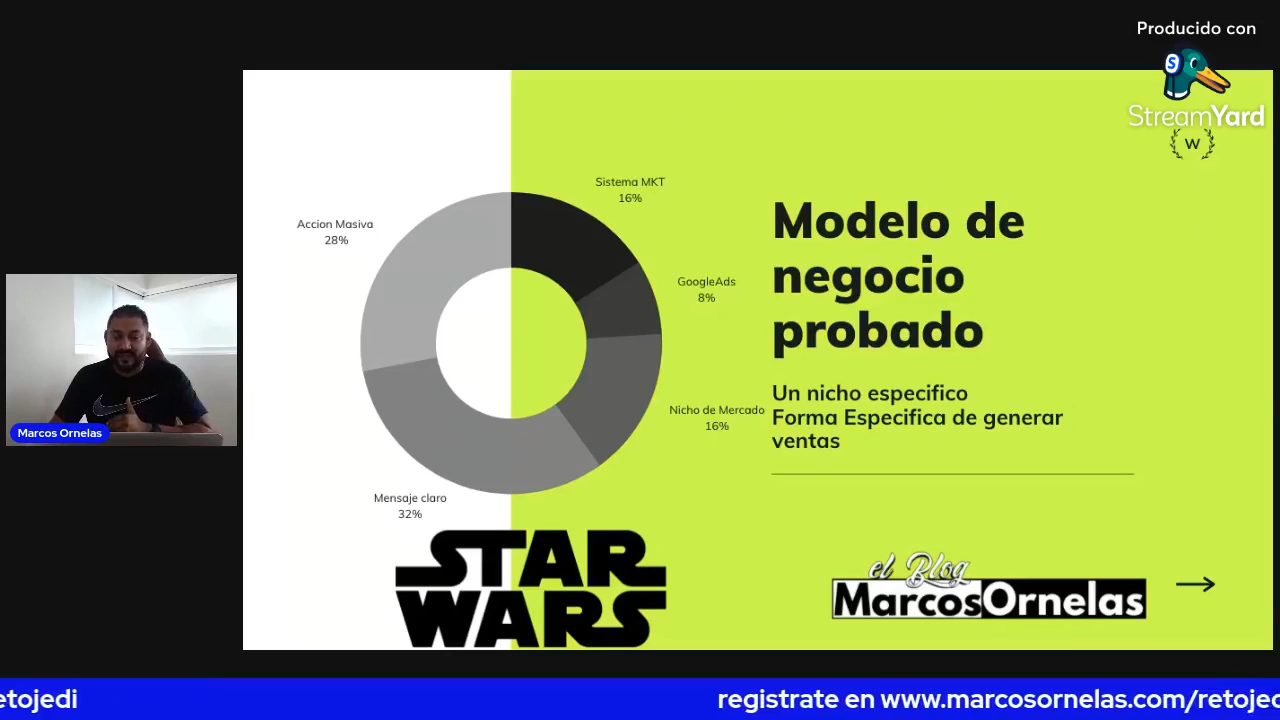 Producido con
StreamYard
W
Sistema MKT
16%
Accion Masiva
28%
GoogleAds
8%
Nicho de Mercado
16%
Mensaje claro
32%
Modelo de
negocio
probado
Un nicho especifico
Forma Especifica de generar
ventas
STAR
WARS
el Blog
MarcosOrnelas
Marcos Ornelas
etojedi
registrate en www.marcosornelas.com/retojed